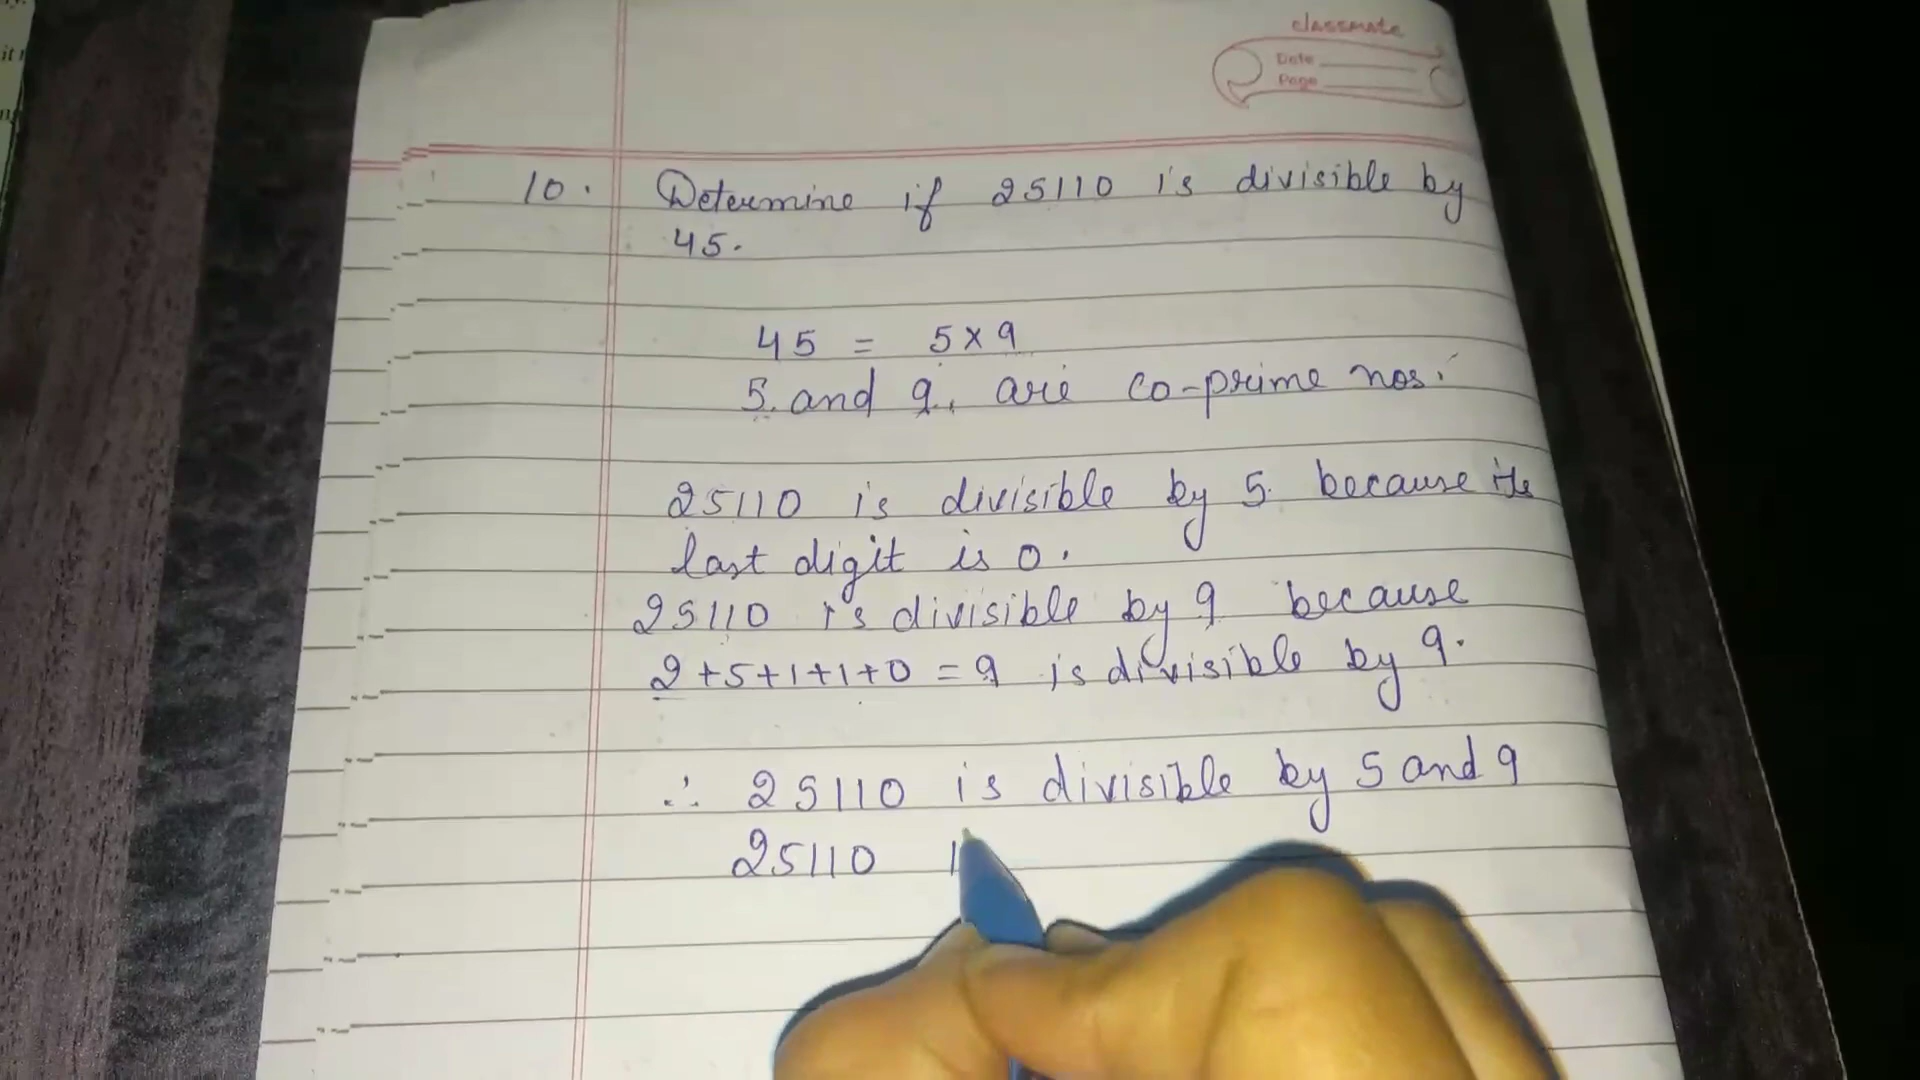 classmate
Date
Page
10. Determine if 25110 is divisible by
45.
45 = 5×9
5 and 9 are co-prime nos.
25110 is divisible by 5 because its
last digit is 0.
25110 is divisible by 9 because
2+5+1+1+0 = 9 is divisible by 9.
∴ 25110 is divisible by 5 and 9
25110 i